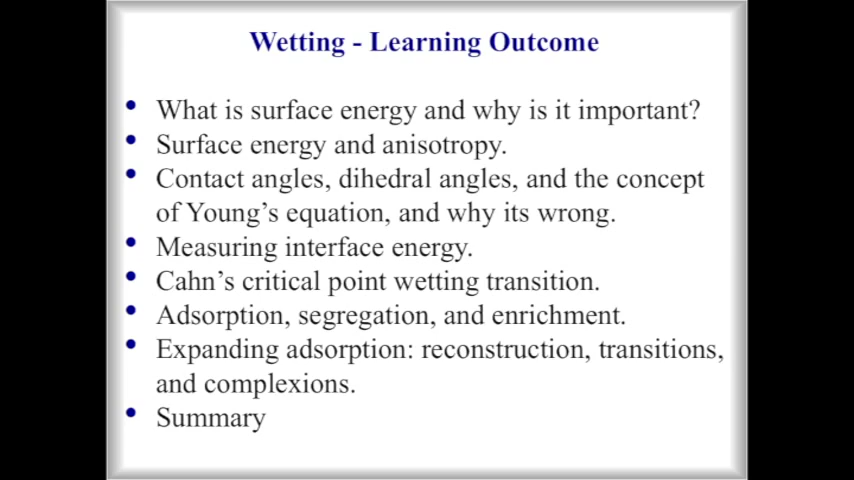 Wetting - Learning Outcome
• What is surface energy and why is it important?
• Surface energy and anisotropy.
• Contact angles, dihedral angles, and the concept
of Young’s equation, and why its wrong.
• Measuring interface energy.
• Cahn’s critical point wetting transition.
• Adsorption, segregation, and enrichment.
• Expanding adsorption: reconstruction, transitions,
and complexions.
• Summary